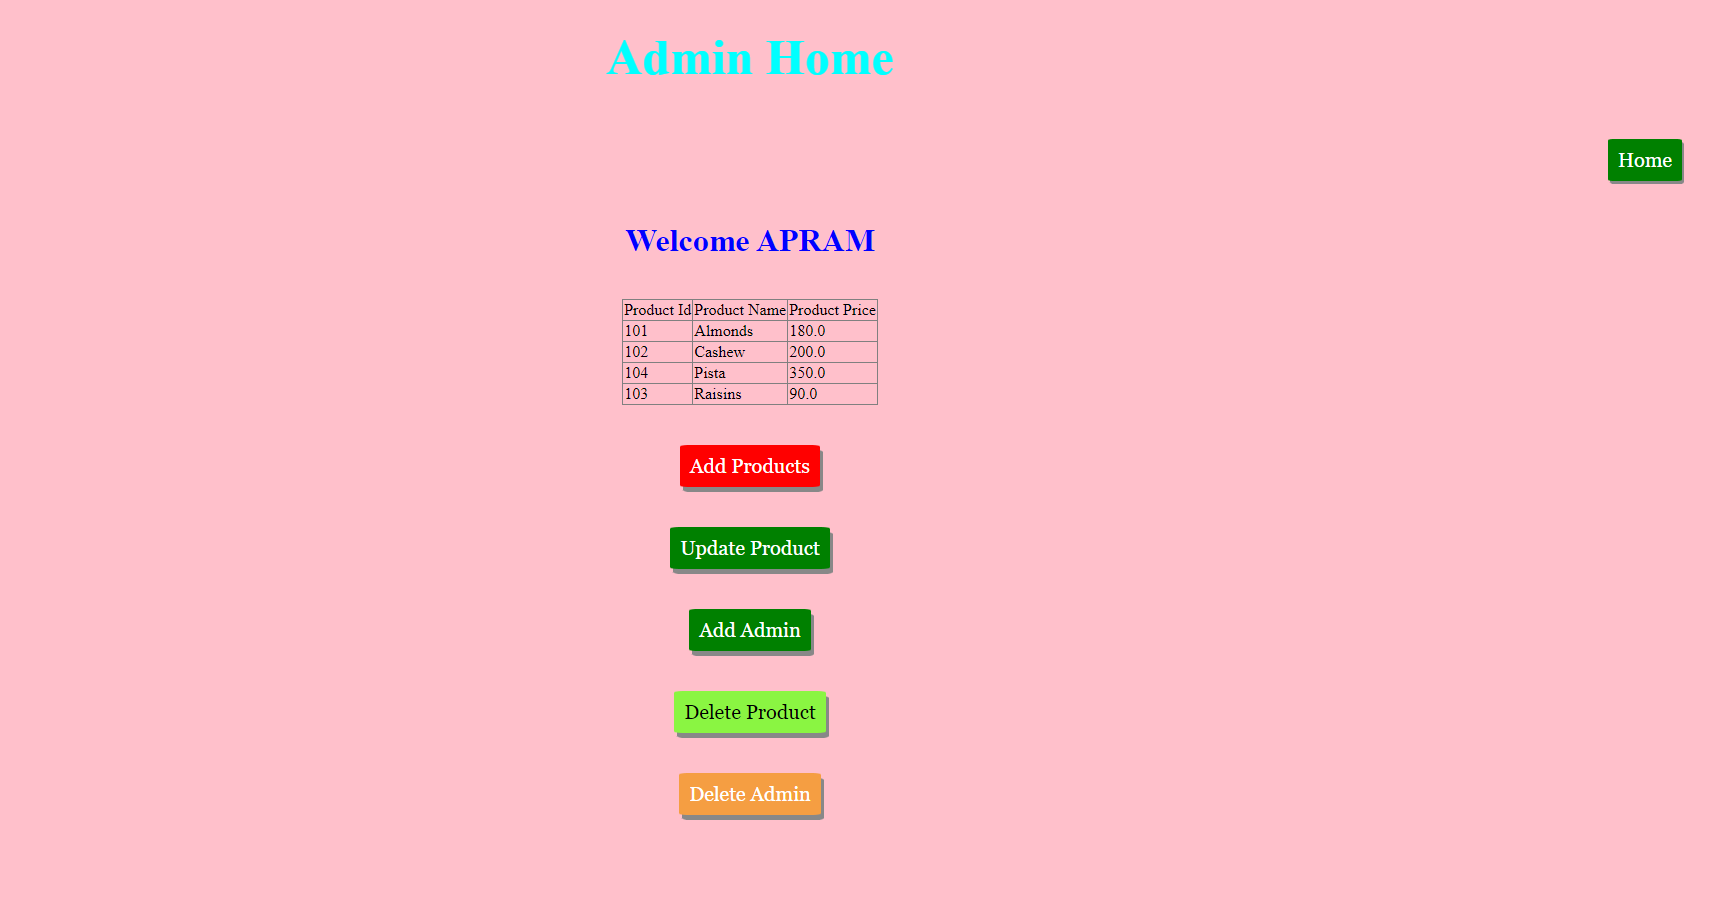 Admin Home
Home
Welcome APRAM
Product Id Product Name Product Price
101 Almonds 180.0
102 Cashew 200.0
104 Pista 350.0
103 Raisins 90.0
Add Products
Update Product
Add Admin
Delete Product
Delete Admin